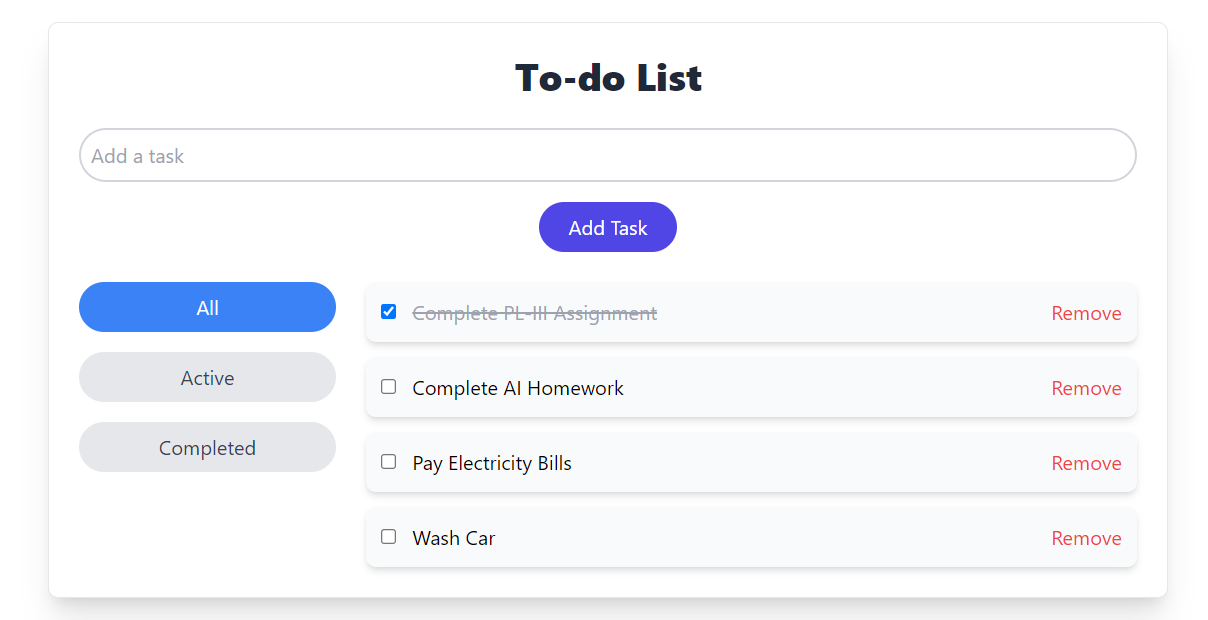 To-do List
Add a task
Add Task
All
Active
Completed
Complete PL-III Assignment Remove
Complete AI Homework Remove
Pay Electricity Bills Remove
Wash Car Remove